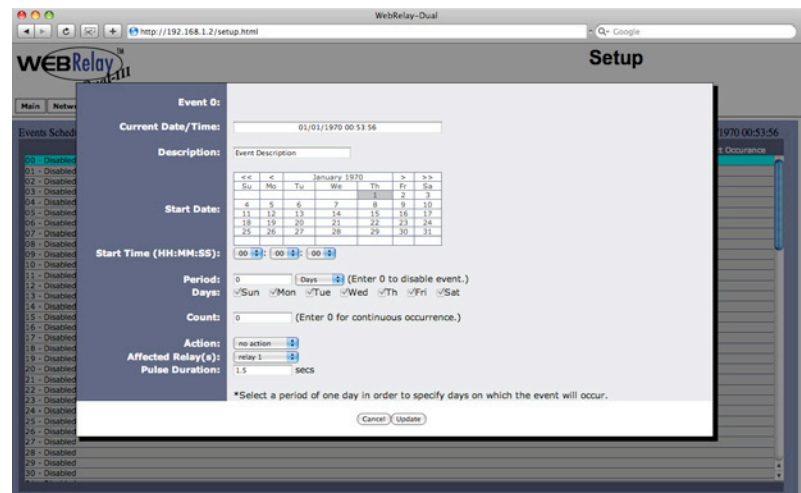 WebRelay-Dual
http://192.168.1.2/setup.html
Google
WEBRelay TM
Setup
Main
Event 0:
Current Date/Time: 01/01/1970 00:53:56
1970 00:53:56
Description: Event Description
Occurance
<< < January 1970 > >>
Su Mo Tu We Th Fr Sa
1 2 3
4 5 6 7 8 9 10
Start Date: 11 12 13 14 15 16 17
18 19 20 21 22 23 24
25 26 27 28 29 30 31
Start Time (HH:MM:SS): 00 : 00 : 00
Period: 0 Days (Enter 0 to disable event.)
Days: Sun Mon Tue Wed Th Fri Sat
Count: 0 (Enter 0 for continuous occurrence.)
Action: no action
Affected Relay(s): relay 1
Pulse Duration: 1.5 secs
*Select a period of one day in order to specify days on which the event will occur.
Cancel Update
Events
00 - Disabled
01 - Disabled
02 - Disabled
03 - Disabled
04 - Disabled
05 - Disabled
06 - Disabled
07 - Disabled
08 - Disabled
09 - Disabled
10 - Disabled
11 - Disabled
12 - Disabled
13 - Disabled
14 - Disabled
15 - Disabled
16 - Disabled
17 - Disabled
18 - Disabled
19 - Disabled
20 - Disabled
21 - Disabled
22 - Disabled
23 - Disabled
24 - Disabled
25 - Disabled
26 - Disabled
27 - Disabled
28 - Disabled
29 - Disabled
30 - Disabled